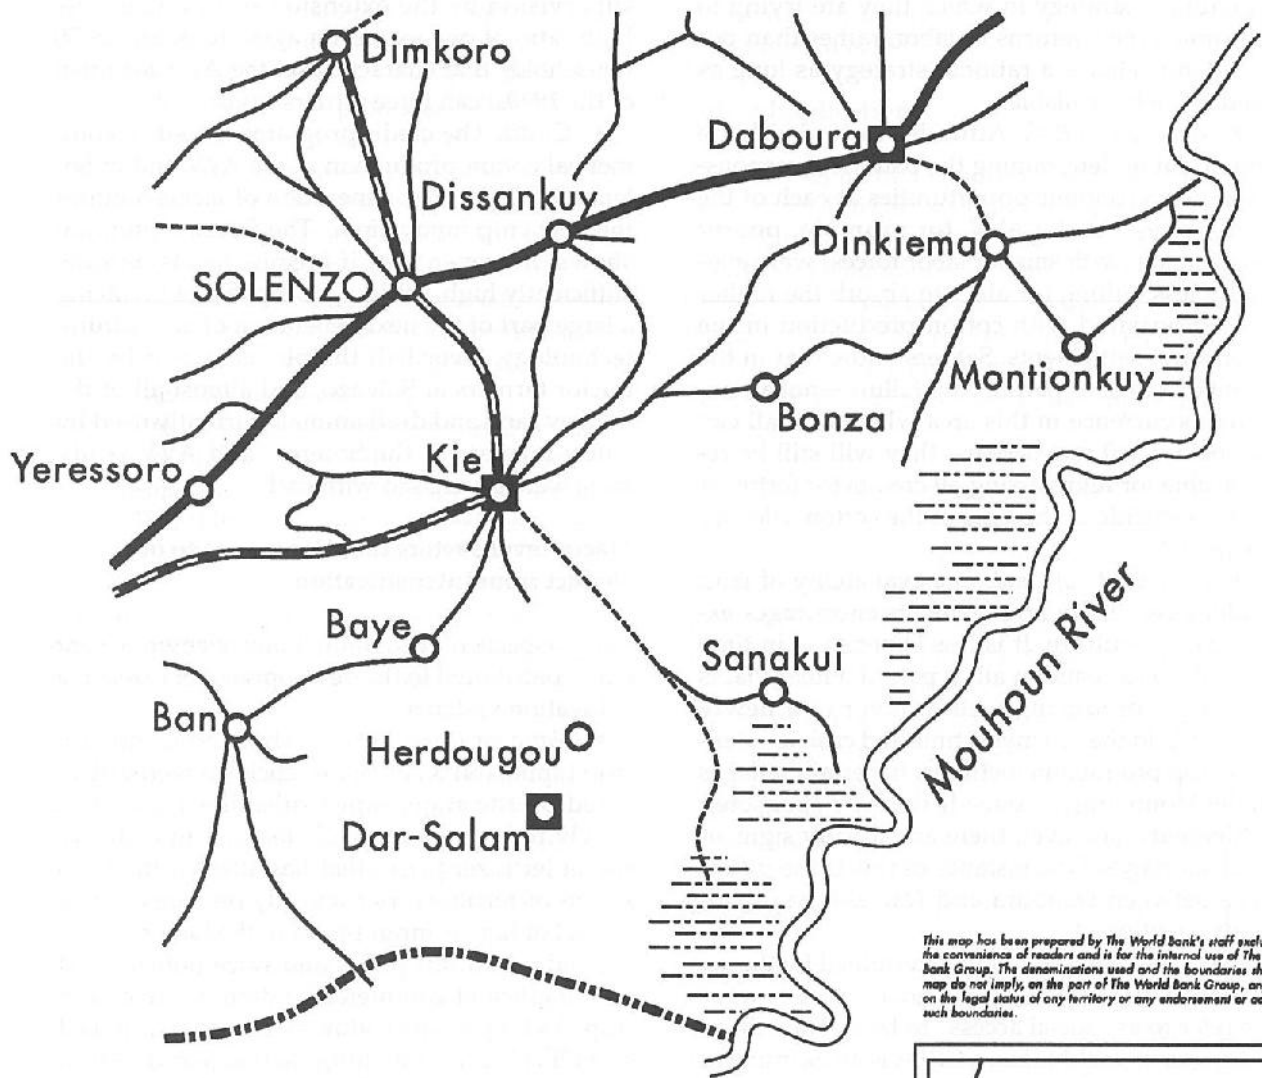 Dimkoro
Daboura
Dissankuy
Dinkiema
SOLENZO
Montionkuy
Bonza
Kie
Yeressoro
Baye
Sanakui
Mouhoun River
Ban
Herdougou
Dar-Salam
This map has been prepared by The World Bank's staff
the convenience of readers and is for the internal use of The
Bank Group. The denominations used and the boundaries
map do not imply, on the part of The World Bank Group,
on the legal status of any territory or any endorsement or
such boundaries.